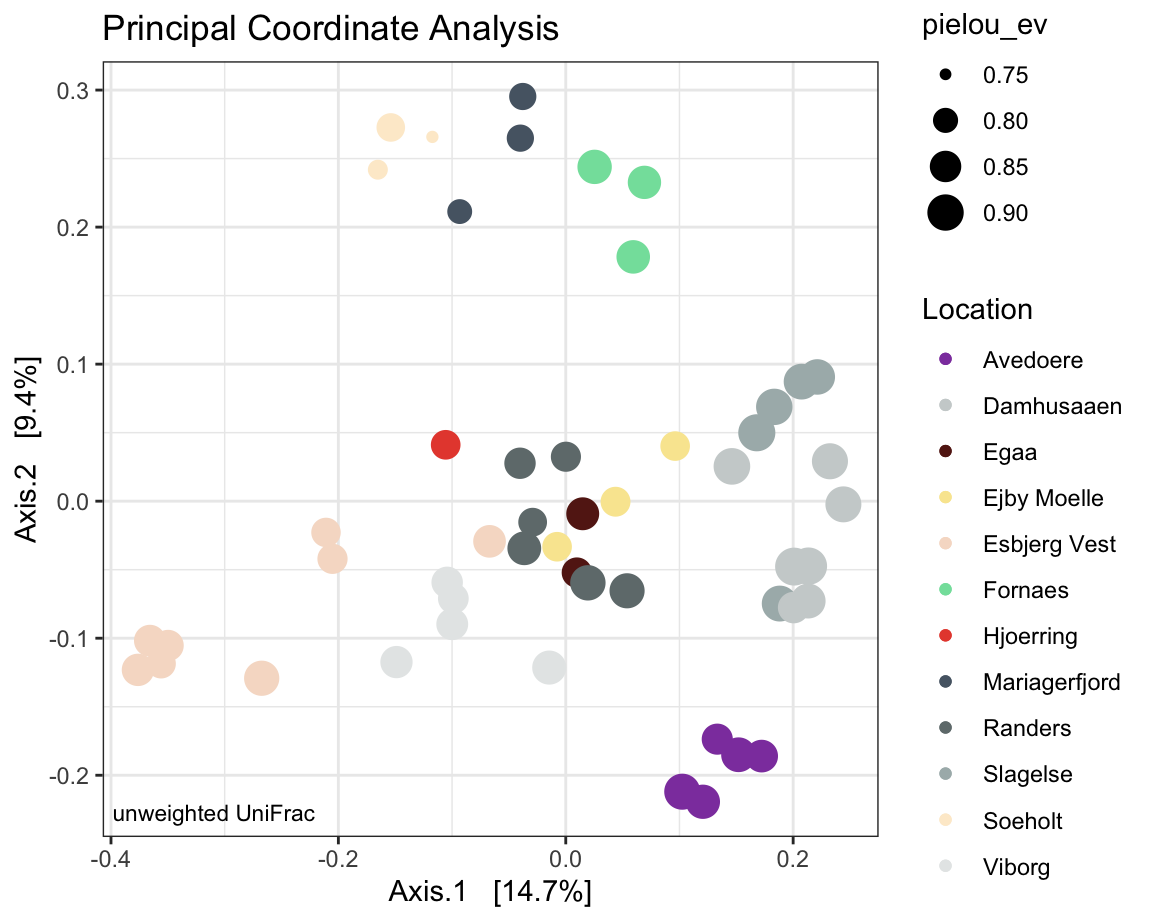 Principal Coordinate Analysis
0.3
0.2
0.1
0.0
-0.1
-0.2
Axis.2 [9.4%]
unweighted UniFrac
-0.4
-0.2
0.0
0.2
Axis.1 [14.7%]
pielou_ev
0.75
0.80
0.85
0.90
Location
Avedoere
Damhusaaen
Egaa
Ejby Moelle
Esbjerg Vest
Fornaes
Hjoerring
Mariagerfjord
Randers
Slagelse
Soeholt
Viborg